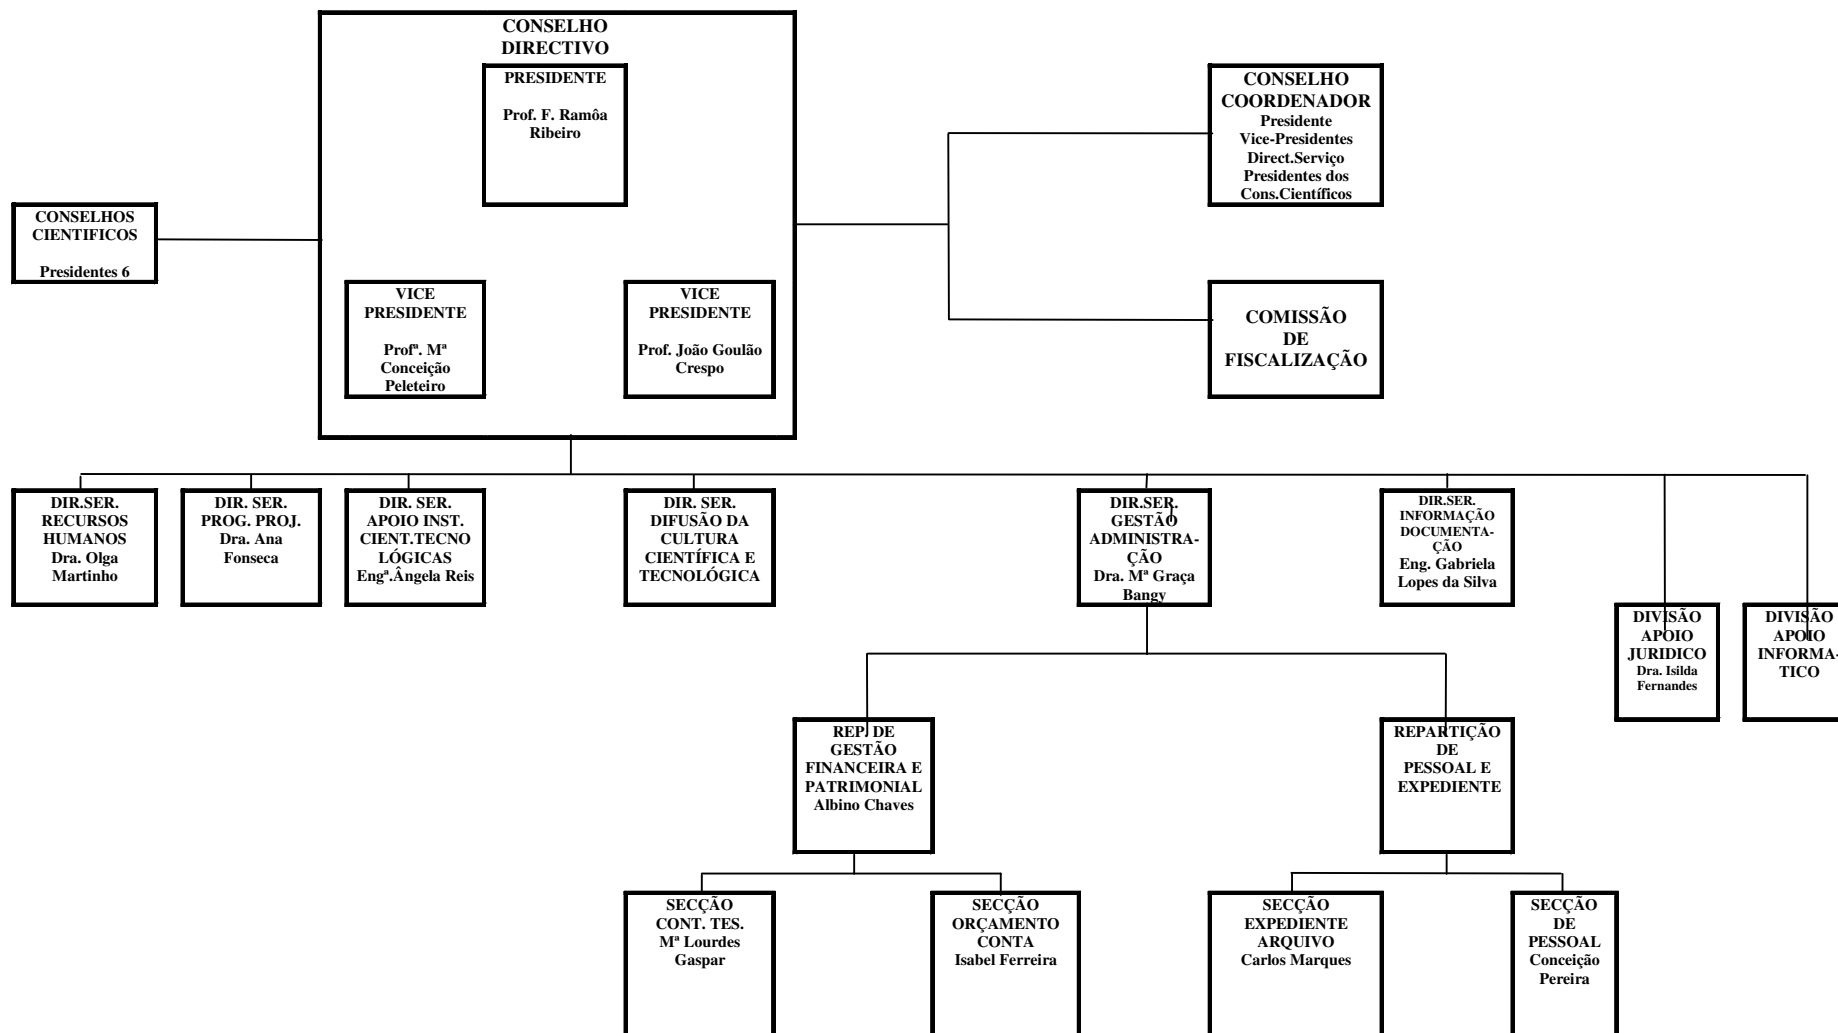 CONSELHO
DIRECTIVO
PRESIDENTE
Prof. F. Ramôa
Ribeiro
CONSELHO
COORDENADOR
Presidente
Vice-Presidentes
Direct.Serviço
Presidentes dos
Cons.Científicos
CONSELHOS
CIENTIFICOS
Presidentes 6
VICE
PRESIDENTE
Profª. Mª
Conceição
Peleteiro
VICE
PRESIDENTE
Prof. João Goulão
Crespo
COMISSÃO
DE
FISCALIZAÇÃO
DIR.SER.
RECURSOS
HUMANOS
Dra. Olga
Martinho
DIR. SER.
PROG. PROJ.
Dra. Ana
Fonseca
DIR. SER.
APOIO INST.
CIENT.TECNO
LÓGICAS
Engª.Ângela Reis
DIR. SER.
DIFUSÃO DA
CULTURA
CIENTÍFICA E
TECNOLÓGICA
DIR.SER.
GESTÃO
ADMINISTRA-
ÇÃO
Dra. Mª Graça
Bangy
DIR.SER.
INFORMAÇÃO
DOCUMENTA-
ÇÃO
Eng. Gabriela
Lopes da Silva
DIVISÃO
APOIO
JURIDICO
Dra. Isilda
Fernandes
DIVISÃO
APOIO
INFORMA-
TICO
REP. DE
GESTÃO
FINANCEIRA E
PATRIMONIAL
Albino Chaves
REPARTIÇÃO
DE
PESSOAL E
EXPEDIENTE
SECÇÃO
CONT. TES.
Mª Lourdes
Gaspar
SECÇÃO
ORÇAMENTO
CONTA
Isabel Ferreira
SECÇÃO
EXPEDIENTE
ARQUIVO
Carlos Marques
SECÇÃO
DE
PESSOAL
Conceição
Pereira